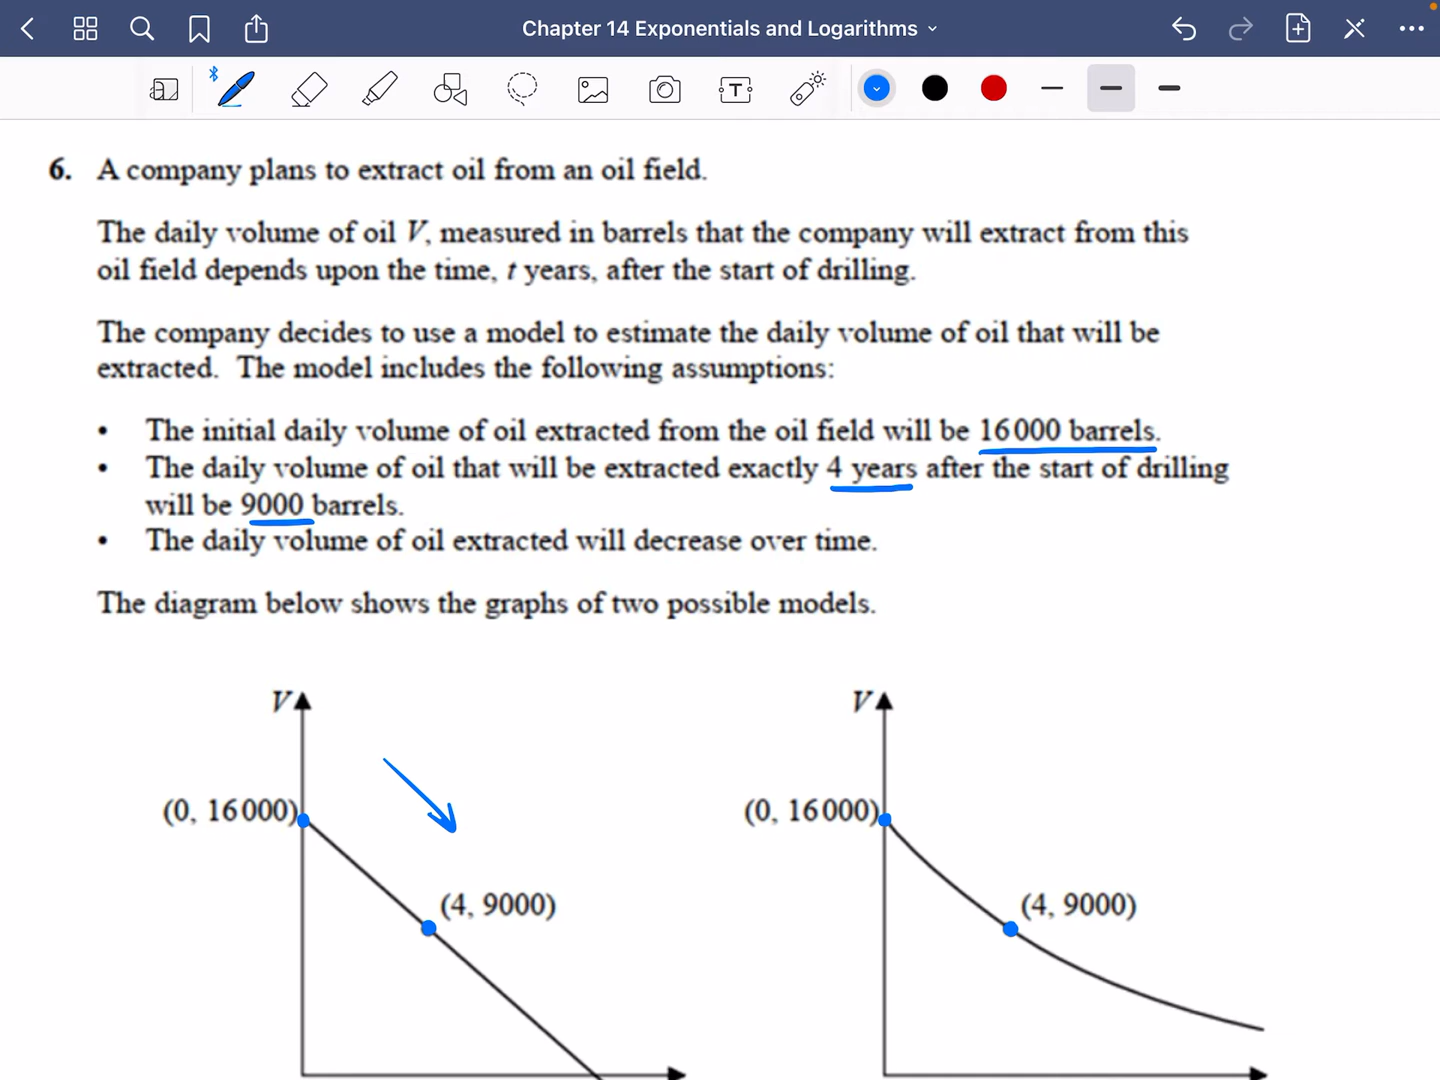 Chapter 14 Exponentials and Logarithms
6. A company plans to extract oil from an oil field.
The daily volume of oil V, measured in barrels that the company will extract from this
oil field depends upon the time, t years, after the start of drilling.
The company decides to use a model to estimate the daily volume of oil that will be
extracted. The model includes the following assumptions:
• The initial daily volume of oil extracted from the oil field will be 16 000 barrels.
• The daily volume of oil that will be extracted exactly 4 years after the start of drilling
will be 9000 barrels.
• The daily volume of oil extracted will decrease over time.
The diagram below shows the graphs of two possible models.
V
(0, 16 000)
(4, 9000)
V
(0, 16 000)
(4, 9000)